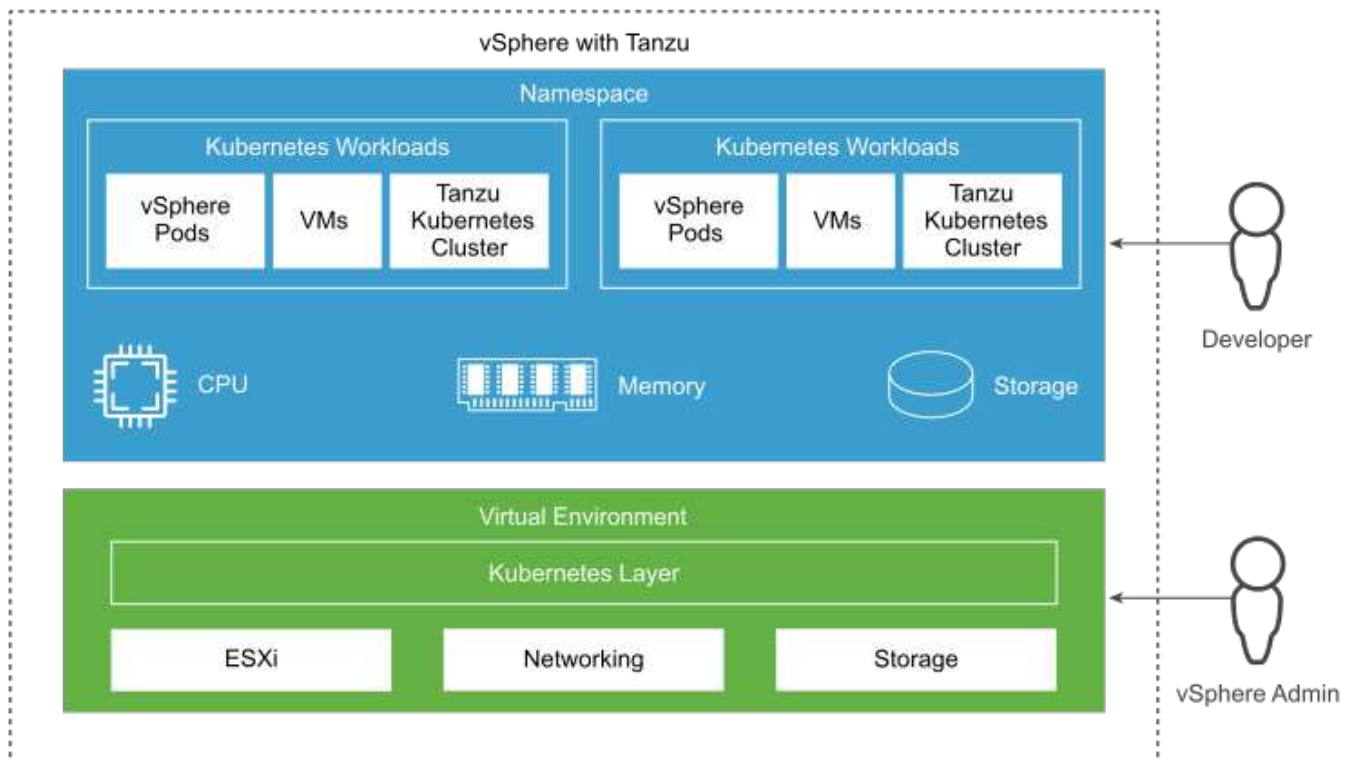 vSphere with Tanzu
Namespace
Kubernetes Workloads
vSphere
Pods
VMs
Tanzu
Kubernetes
Cluster
Kubernetes Workloads
vSphere
Pods
VMs
Tanzu
Kubernetes
Cluster
CPU
Memory
Storage
Developer
Virtual Environment
Kubernetes Layer
ESXi
Networking
Storage
vSphere Admin